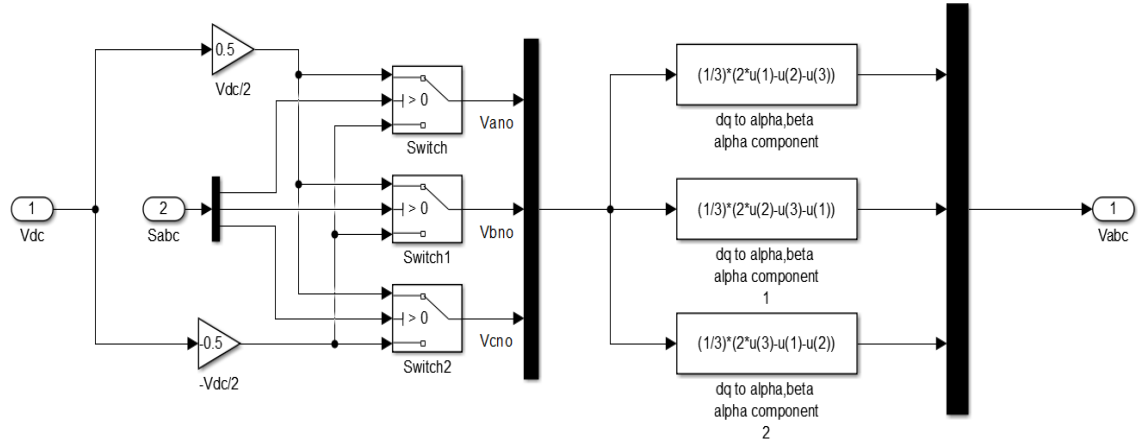 0.5
Vdc/2
> 0
Switch
Vano
(1/3)*(2*u(1)-u(2)-u(3))
dq to alpha,beta
alpha component
1
Vdc
2
Sabc
> 0
Switch1
Vbno
(1/3)*(2*u(2)-u(3)-u(1))
dq to alpha,beta
alpha component
1
1
Vabc
-0.5
-Vdc/2
> 0
Switch2
Vcno
(1/3)*(2*u(3)-u(1)-u(2))
dq to alpha,beta
alpha component
2